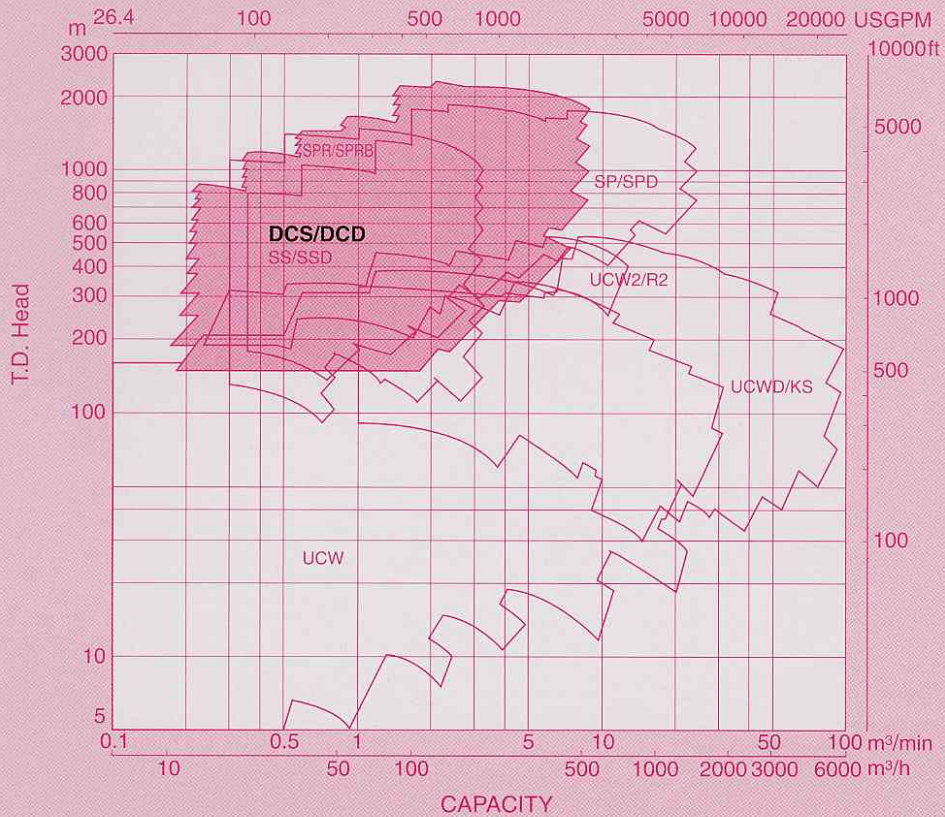 m 26.4 100 500 1000 5000 10000 20000 USGPM
3000
2000
1000
800
600
500
400
300
200
100
10
5
T.D. Head
10000ft
5000
1000
500
100
SPR/SPRB
SP/SPD
DCS/DCD
SS/SSD
UCW2/R2
UCWD/KS
UCW
0.1 0.5 1 5 10 50 100 m³/min
10 50 100 500 1000 2000 3000 6000 m³/h
CAPACITY